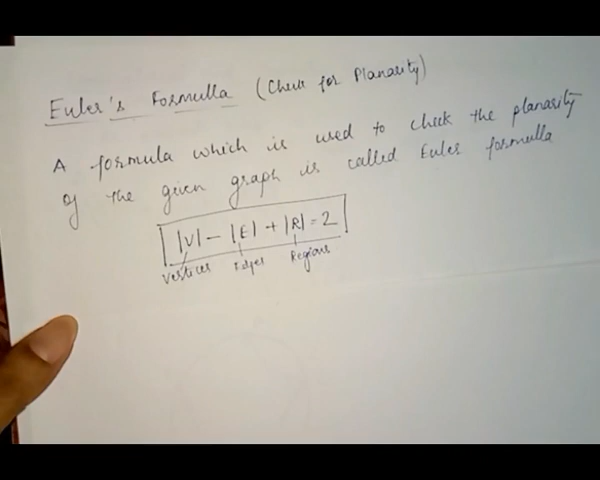 Euler's Formulla (Check for Planarity)
A formula which is used to check the planarity
of the given graph is called Euler formulla
|V| - |E| + |R| = 2
Vertices Edges Regions